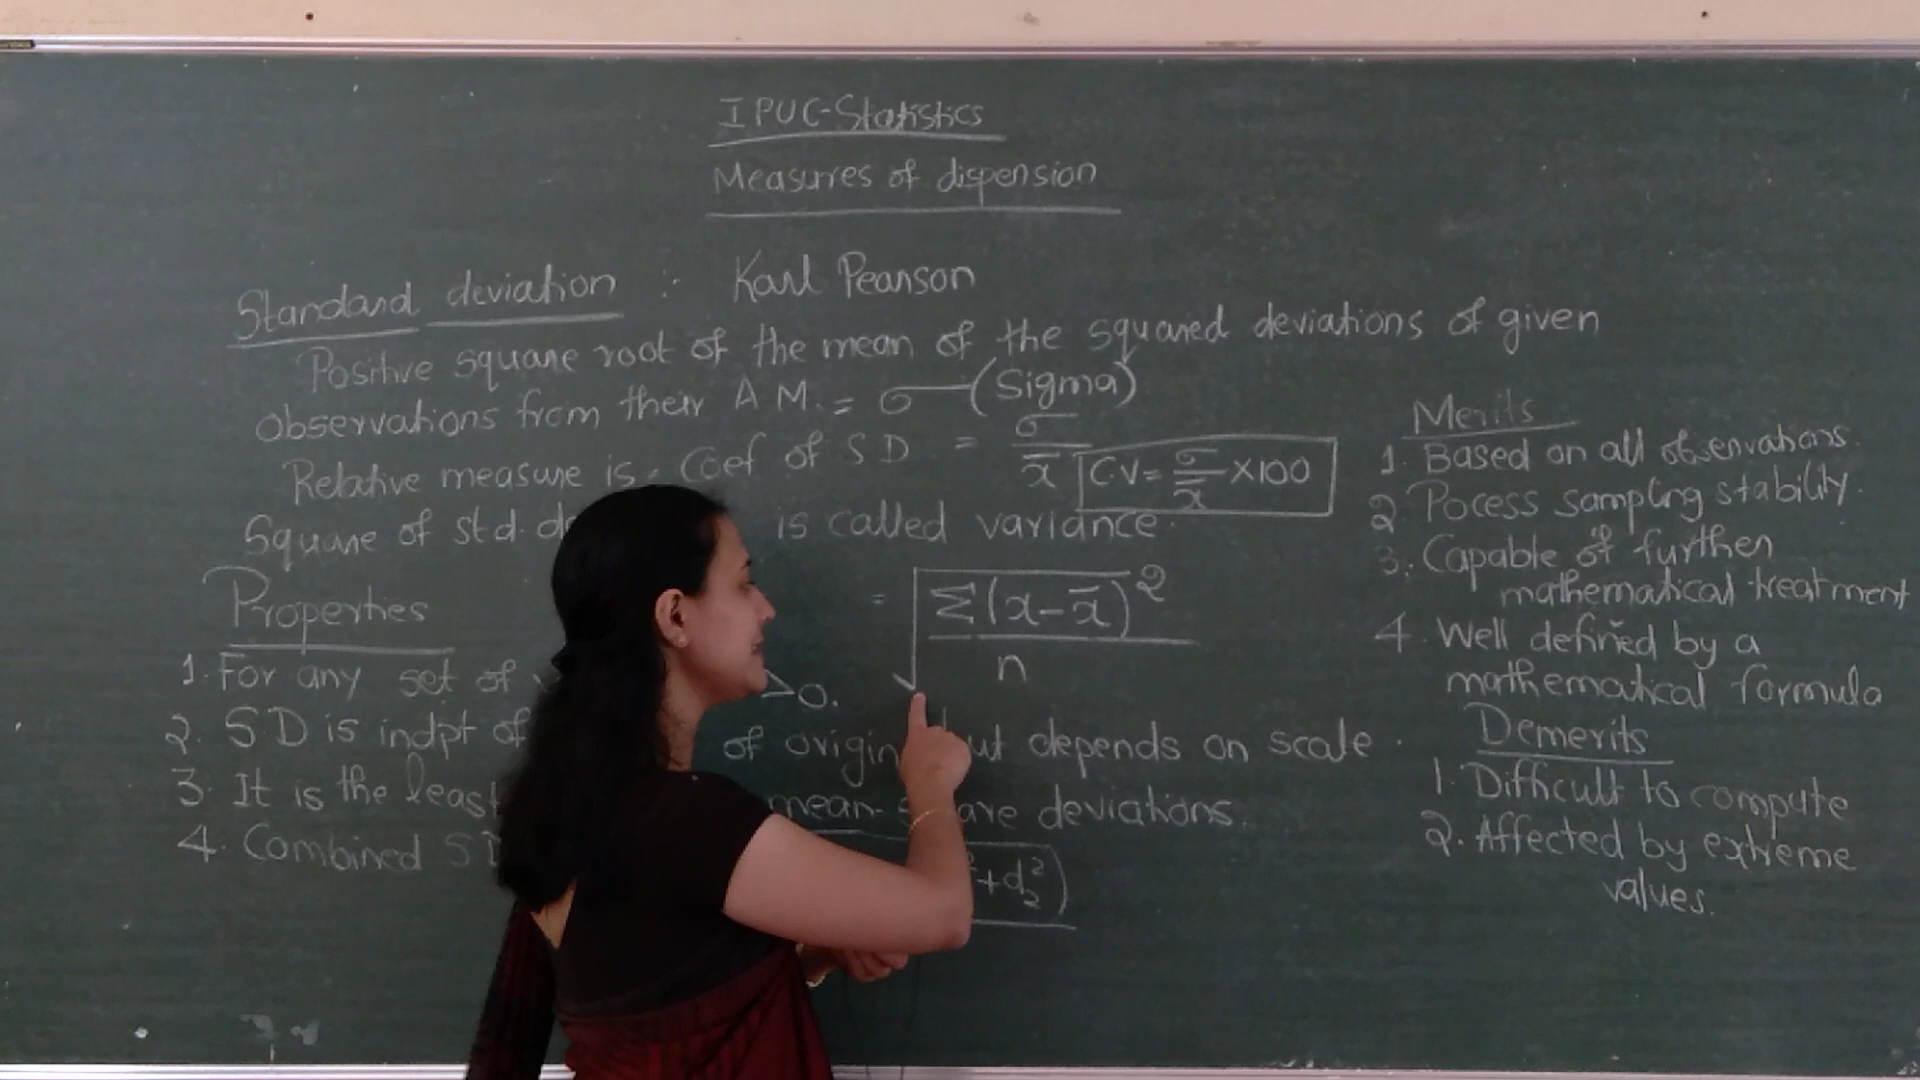 I PUC-Statistics
Measures of dispersion
Standard deviation : Karl Pearson
Positive square root of the mean of the squared deviations of given
observations from their A.M. = σ (Sigma)
Relative measure is. Coef of SD = σ/x̄
C.V = σ/x̄ X100
Square of std. is called variance.
= √Σ(x-x̄)²/n
Properties
1. For any set of
2. S.D is indpt of of origin but depends on scale.
3. It is the least mean-square deviations.
4. Combined SD
+d₂²)
Merits
1. Based on all observations.
2 Pocess sampling stability.
3. Capable of further
mathematical treatment
4. Well defined by a
mathematical formula
Demerits
1. Difficult to compute
2. Affected by extreme
values.